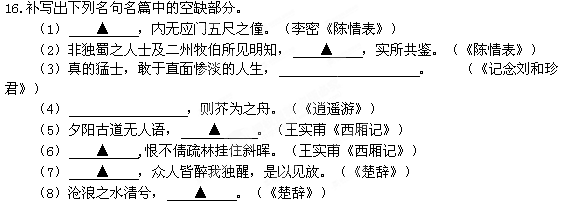 16.补写出下列名句名篇中的空缺部分。
（1）____▲____，内无应门五尺之僮。（李密《陈情表》）
（2）非独蜀之人士及二州牧伯所见明知，____▲____，实所共鉴。（《陈情表》）
（3）真的猛士，敢于直面惨淡的人生，________________。 （《记念刘和珍
君》）
（4）________________，则芥为之舟。（《逍遥游》）
（5）夕阳古道无人语，____▲____。（王实甫《西厢记》）
（6）____▲____,恨不倩疏林挂住斜晖。（王实甫《西厢记》）
（7）____▲____，众人皆醉我独醒，是以见放。（《楚辞》）
（8）沧浪之水清兮，____▲____。（《楚辞》）